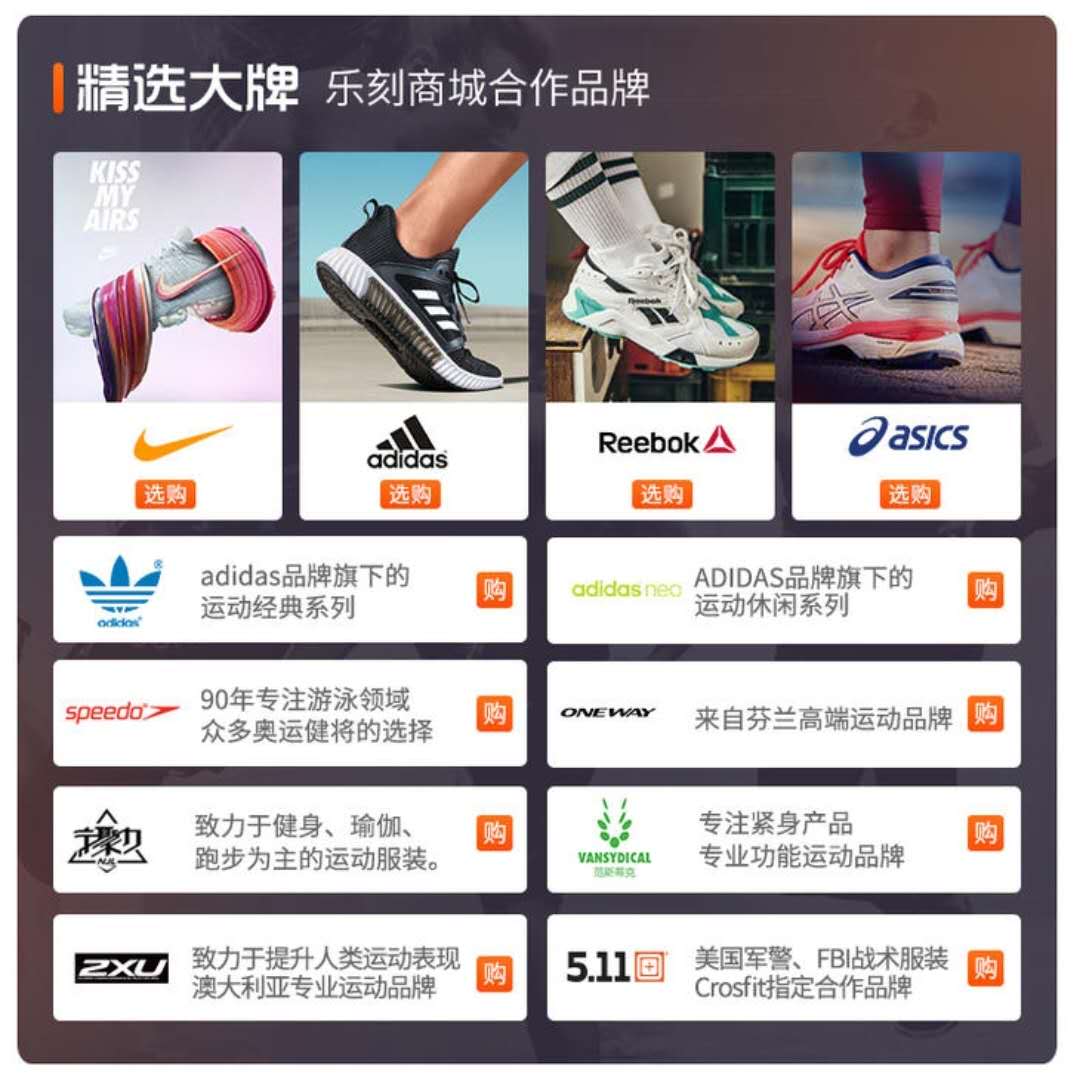 精选大牌 乐刻商城合作品牌
KISS
MY
AIRS
Reebok
adidas
Reebok
asics
选购
选购
选购
选购
adidas®
adidas品牌旗下的
运动经典系列
购
adidas neo
ADIDAS品牌旗下的
运动休闲系列
购
speedo
90年专注游泳领域
众多奥运健将的选择
购
ONE WAY
来自芬兰高端运动品牌
购
致力于健身、瑜伽、
跑步为主的运动服装。
购
VANSYDICAL
范斯蒂克
专注紧身产品
专业功能运动品牌
购
2XU
致力于提升人类运动表现
澳大利亚专业运动品牌
购
5.11
美国军警、FBI战术服装
Crosfit指定合作品牌
购